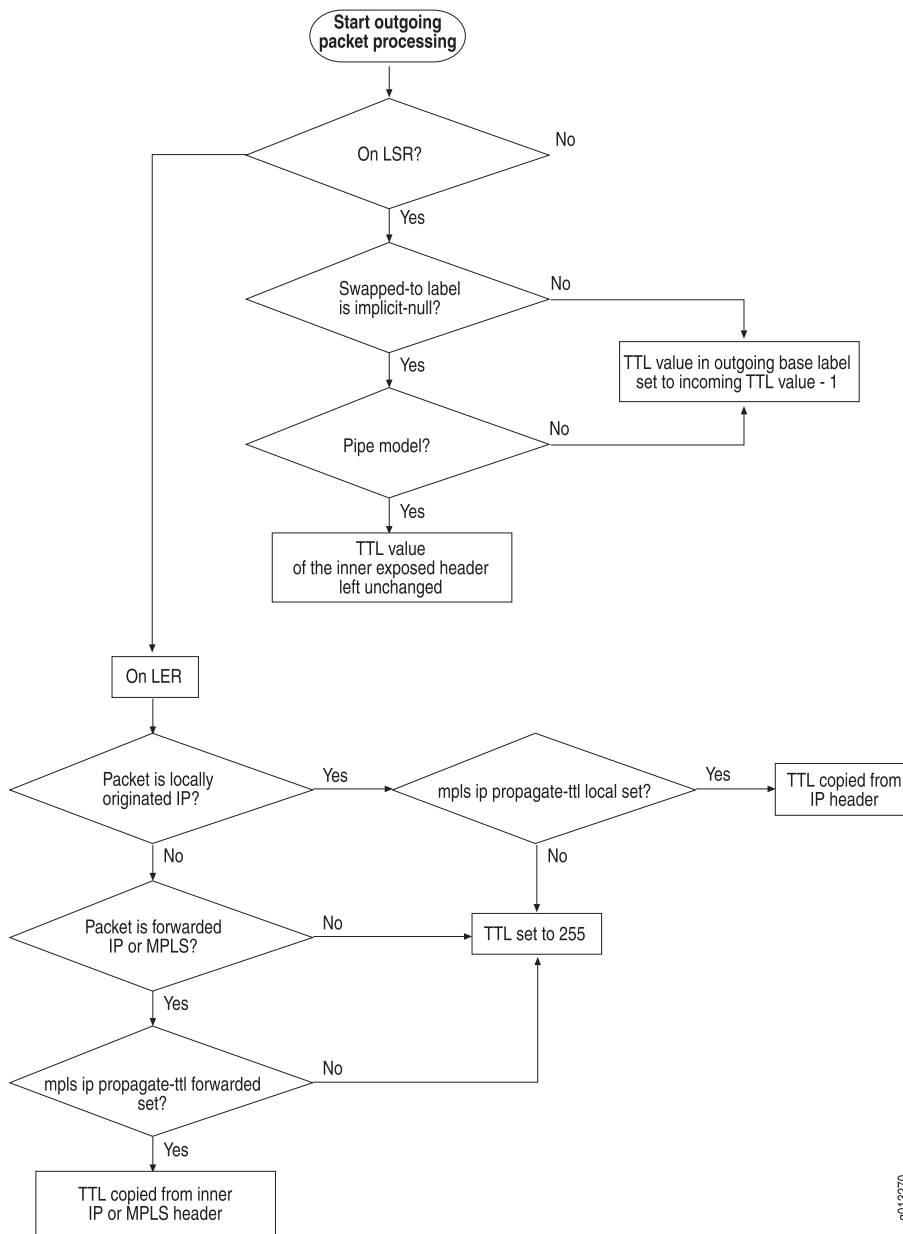 Start outgoing
packet processing
On LSR?
No
Yes
Swapped-to label
is implicit-null?
No
TTL value in outgoing base label
set to incoming TTL value - 1
Yes
Pipe model?
No
Yes
TTL value
of the inner exposed header
left unchanged
On LER
Packet is locally
originated IP?
Yes
mpls ip propagate-ttl local set?
Yes
TTL copied from
IP header
No
No
Packet is forwarded
IP or MPLS?
No
TTL set to 255
Yes
mpls ip propagate-ttl forwarded
set?
No
Yes
TTL copied from inner
IP or MPLS header
g013270